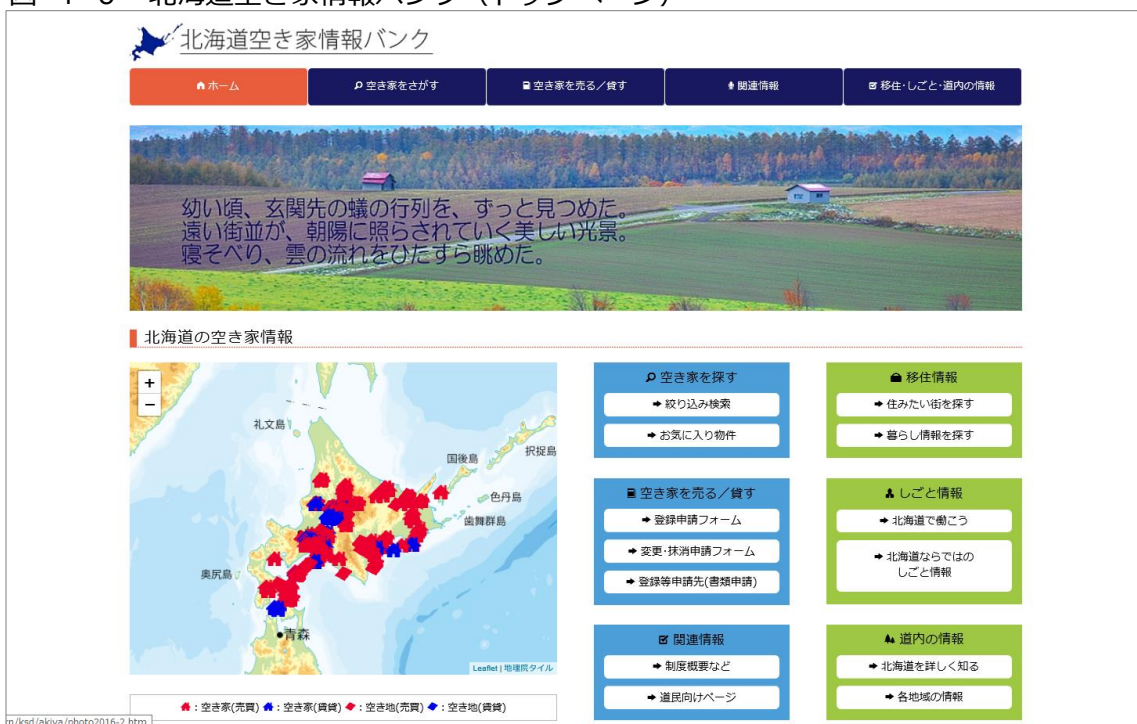 北海道空き家情報バンク(トップページ)
北海道空き家情報バンク
ホーム
空き家をさがす
空き家を売る／貸す
関連情報
移住･しごと･道内の情報
幼い頃、玄関先の蟻の行列を、ずっと見つめた。
遠い街並が、朝陽に照らされていく美しい光景。
寝そべり、雲の流れをひたすら眺めた。
北海道の空き家情報
+
−
礼文島
国後島
択捉島
色丹島
歯舞群島
奥尻島
青森
Leaflet | 地理院タイル
：空き家(売買) ：空き家(賃貸) ：空き地(売買) ：空き地(賃貸)
空き家を探す
絞り込み検索
お気に入り物件
移住情報
住みたい街を探す
暮らし情報を探す
空き家を売る／貸す
登録申請フォーム
変更･抹消申請フォーム
登録等申請先(書類申請)
しごと情報
北海道で働こう
北海道ならではの
しごと情報
関連情報
制度概要など
道民向けページ
道内の情報
北海道を詳しく知る
各地域の情報
/ksd/akiya/photo2016-2.htm